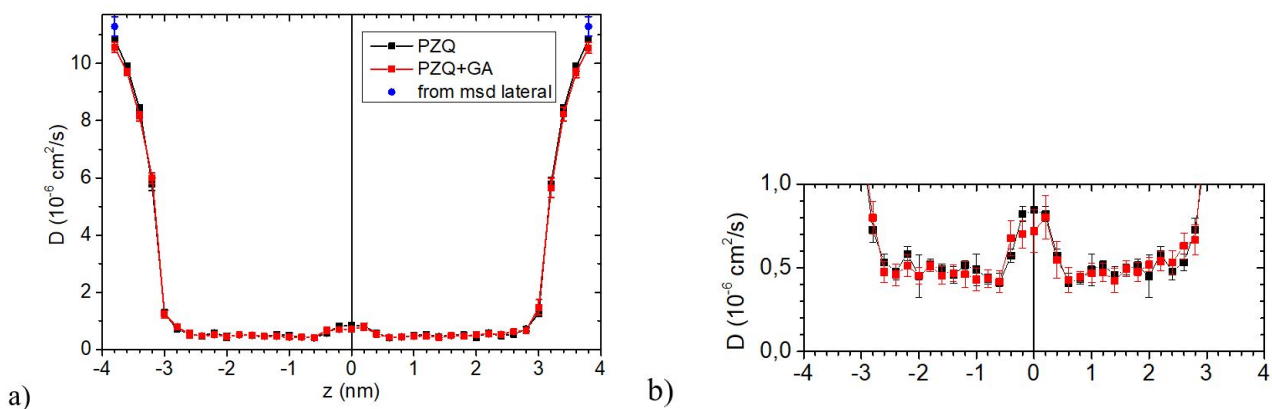 10
8
6
4
2
0
D (10⁻⁶ cm²/s)
PZQ
PZQ+GA
from msd lateral
-4 -3 -2 -1 0 1 2 3 4
z (nm)
a)
1,0
0,5
0,0
D (10⁻⁶ cm²/s)
-4 -3 -2 -1 0 1 2 3 4
b)